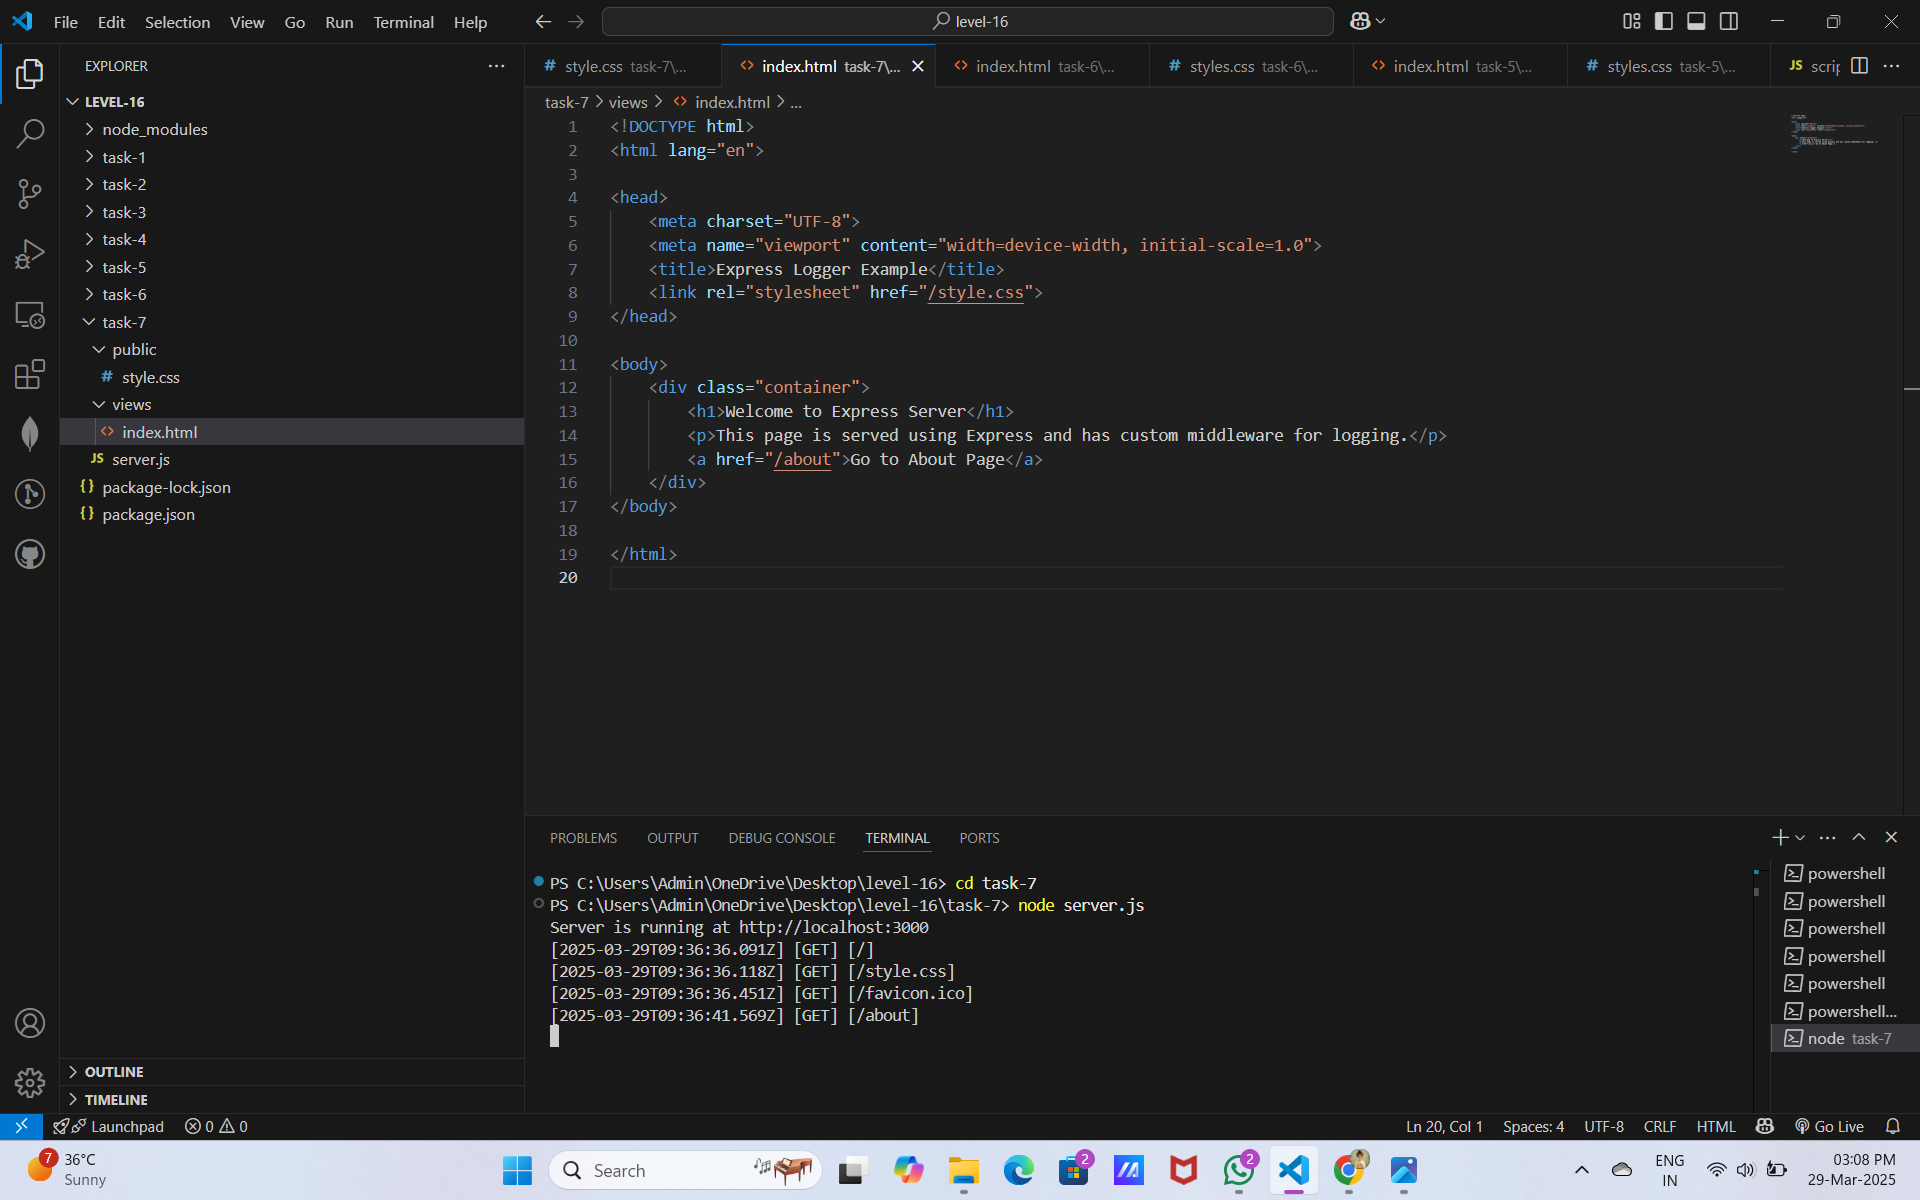 File Edit Selection View Go Run Terminal Help
level-16
EXPLORER
LEVEL-16
node_modules
task-1
task-2
task-3
task-4
task-5
task-6
task-7
public
# style.css
views
<> index.html
JS server.js
{} package-lock.json
{} package.json
OUTLINE
TIMELINE
# style.css task-7\...
<> index.html task-7\...
<> index.html task-6\...
# styles.css task-6\...
<> index.html task-5\...
# styles.css task-5\...
JS scrip
task-7 > views > <> index.html > ...
1 <!DOCTYPE html>
2 <html lang="en">
3
4 <head>
5     <meta charset="UTF-8">
6     <meta name="viewport" content="width=device-width, initial-scale=1.0">
7     <title>Express Logger Example</title>
8     <link rel="stylesheet" href="/style.css">
9 </head>
10
11 <body>
12     <div class="container">
13         <h1>Welcome to Express Server</h1>
14         <p>This page is served using Express and has custom middleware for logging.</p>
15         <a href="/about">Go to About Page</a>
16     </div>
17 </body>
18
19 </html>
20
PROBLEMS OUTPUT DEBUG CONSOLE TERMINAL PORTS
PS C:\Users\Admin\OneDrive\Desktop\level-16> cd task-7
PS C:\Users\Admin\OneDrive\Desktop\level-16\task-7> node server.js
Server is running at http://localhost:3000
[2025-03-29T09:36:36.091Z] [GET] [/]
[2025-03-29T09:36:36.118Z] [GET] [/style.css]
[2025-03-29T09:36:36.451Z] [GET] [/favicon.ico]
[2025-03-29T09:36:41.569Z] [GET] [/about]
powershell
powershell
powershell
powershell
powershell
powershell...
node task-7
Launchpad 0 0
Ln 20, Col 1 Spaces: 4 UTF-8 CRLF HTML Go Live
7
36°C
Sunny
Search
2
2
ENG
IN
03:08 PM
29-Mar-2025